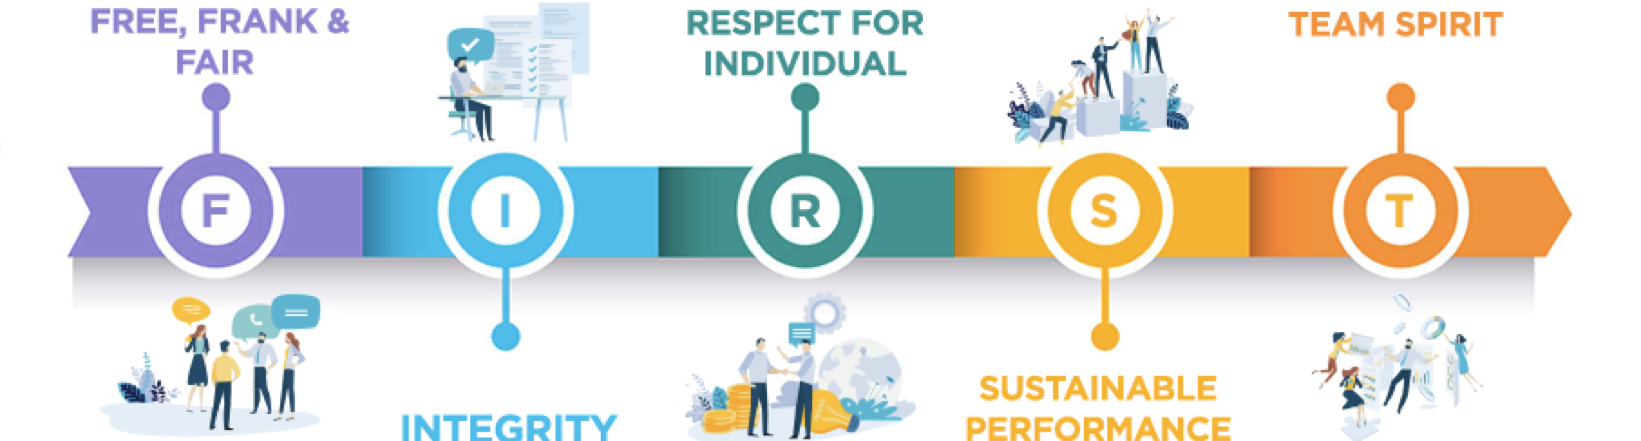 FREE, FRANK &
FAIR
RESPECT FOR
INDIVIDUAL
TEAM SPIRIT
F
I
R
S
T
INTEGRITY
SUSTAINABLE
PERFORMANCE